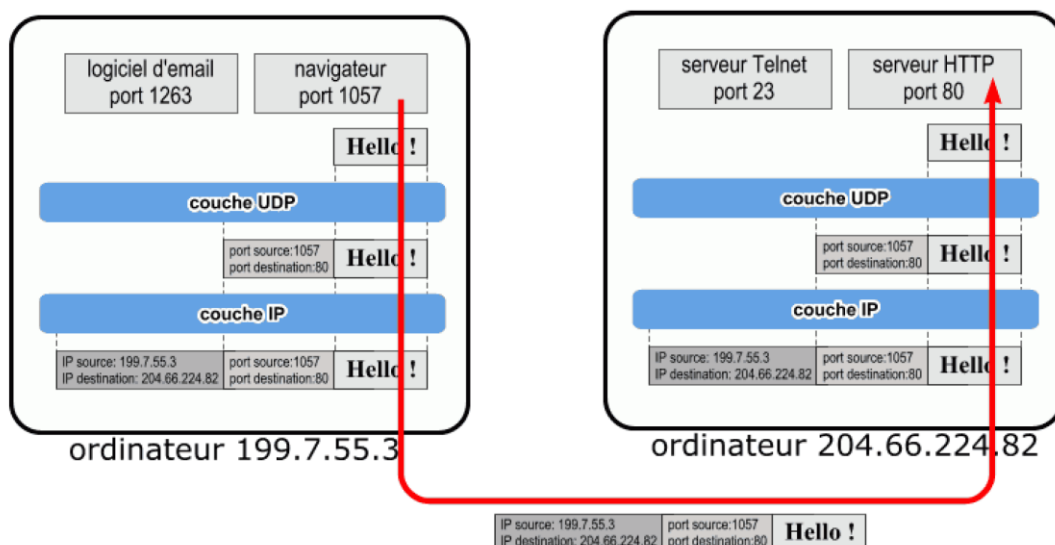 logiciel d'email
port 1263
navigateur
port 1057
Hello !
couche UDP
port source:1057
port destination:80
Hello !
couche IP
IP source: 199.7.55.3
IP destination: 204.66.224.82
port source:1057
port destination:80
Hello !
ordinateur 199.7.55.3
serveur Telnet
port 23
serveur HTTP
port 80
Hello !
couche UDP
port source:1057
port destination:80
Hello !
couche IP
IP source: 199.7.55.3
IP destination: 204.66.224.82
port source:1057
port destination:80
Hello !
ordinateur 204.66.224.82
IP source: 199.7.55.3
IP destination: 204.66.224.82
port source:1057
port destination:80
Hello !